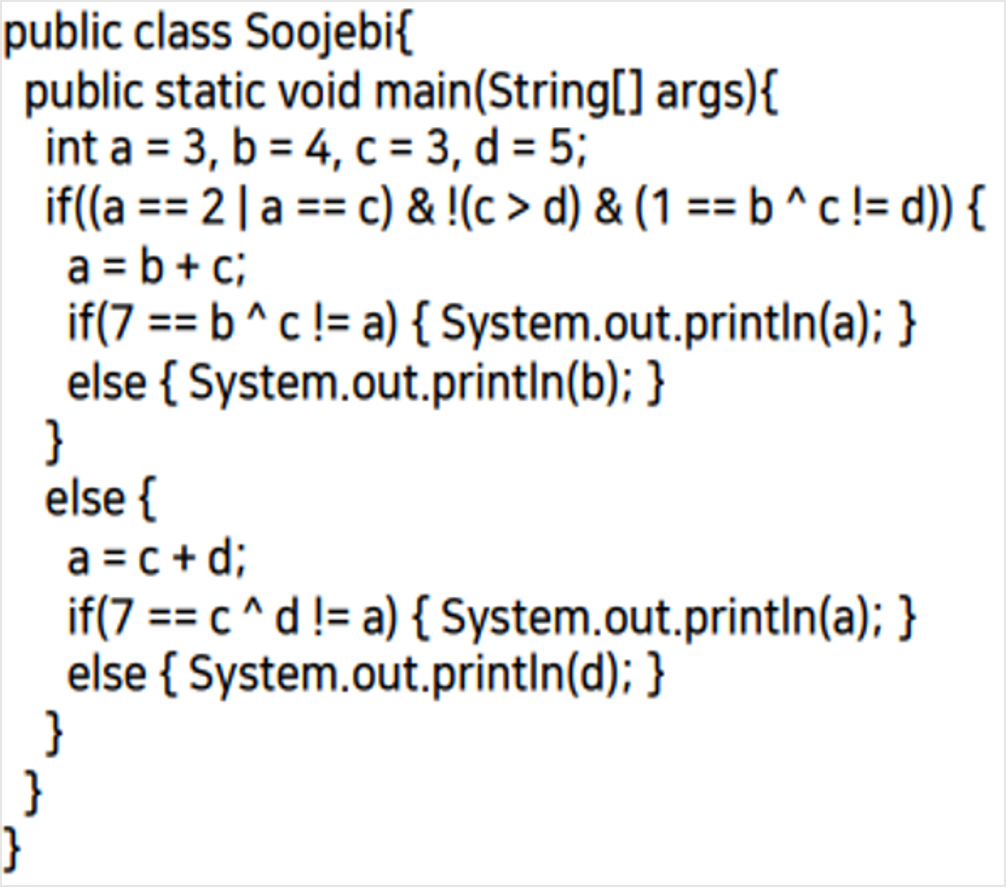 public class Soojebi{
public static void main(String[] args){
int a = 3, b = 4, c = 3, d = 5;
if((a == 2 | a == c) & !(c > d) & (1 == b ^ c != d)) {
a = b + c;
if(7 == b ^ c != a) { System.out.println(a); }
else { System.out.println(b); }
}
else {
a = c + d;
if(7 == c ^ d != a) { System.out.println(a); }
else { System.out.println(d); }
}
}
}